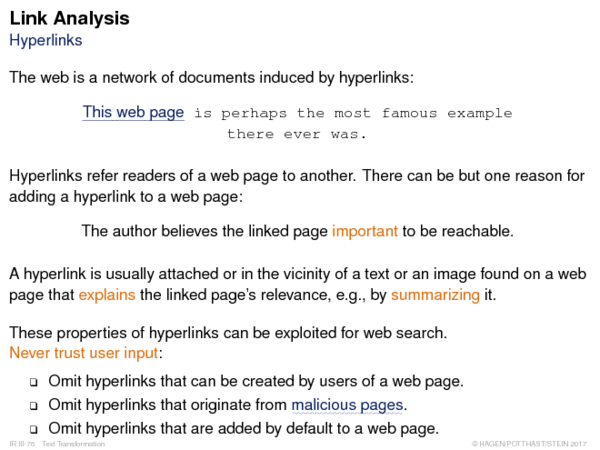 Link Analysis
Hyperlinks
The web is a network of documents induced by hyperlinks:
This web page is perhaps the most famous example
there ever was.
Hyperlinks refer readers of a web page to another. There can be but one reason for
adding a hyperlink to a web page:
The author believes the linked page important to be reachable.
A hyperlink is usually attached or in the vicinity of a text or an image found on a web
page that explains the linked page's relevance, e.g., by summarizing it.
These properties of hyperlinks can be exploited for web search.
Never trust user input:
❑ Omit hyperlinks that can be created by users of a web page.
❑ Omit hyperlinks that originate from malicious pages.
❑ Omit hyperlinks that are added by default to a web page.
IR:III-76 Text Transformation © HAGEN/POTTHAST/STEIN 2017